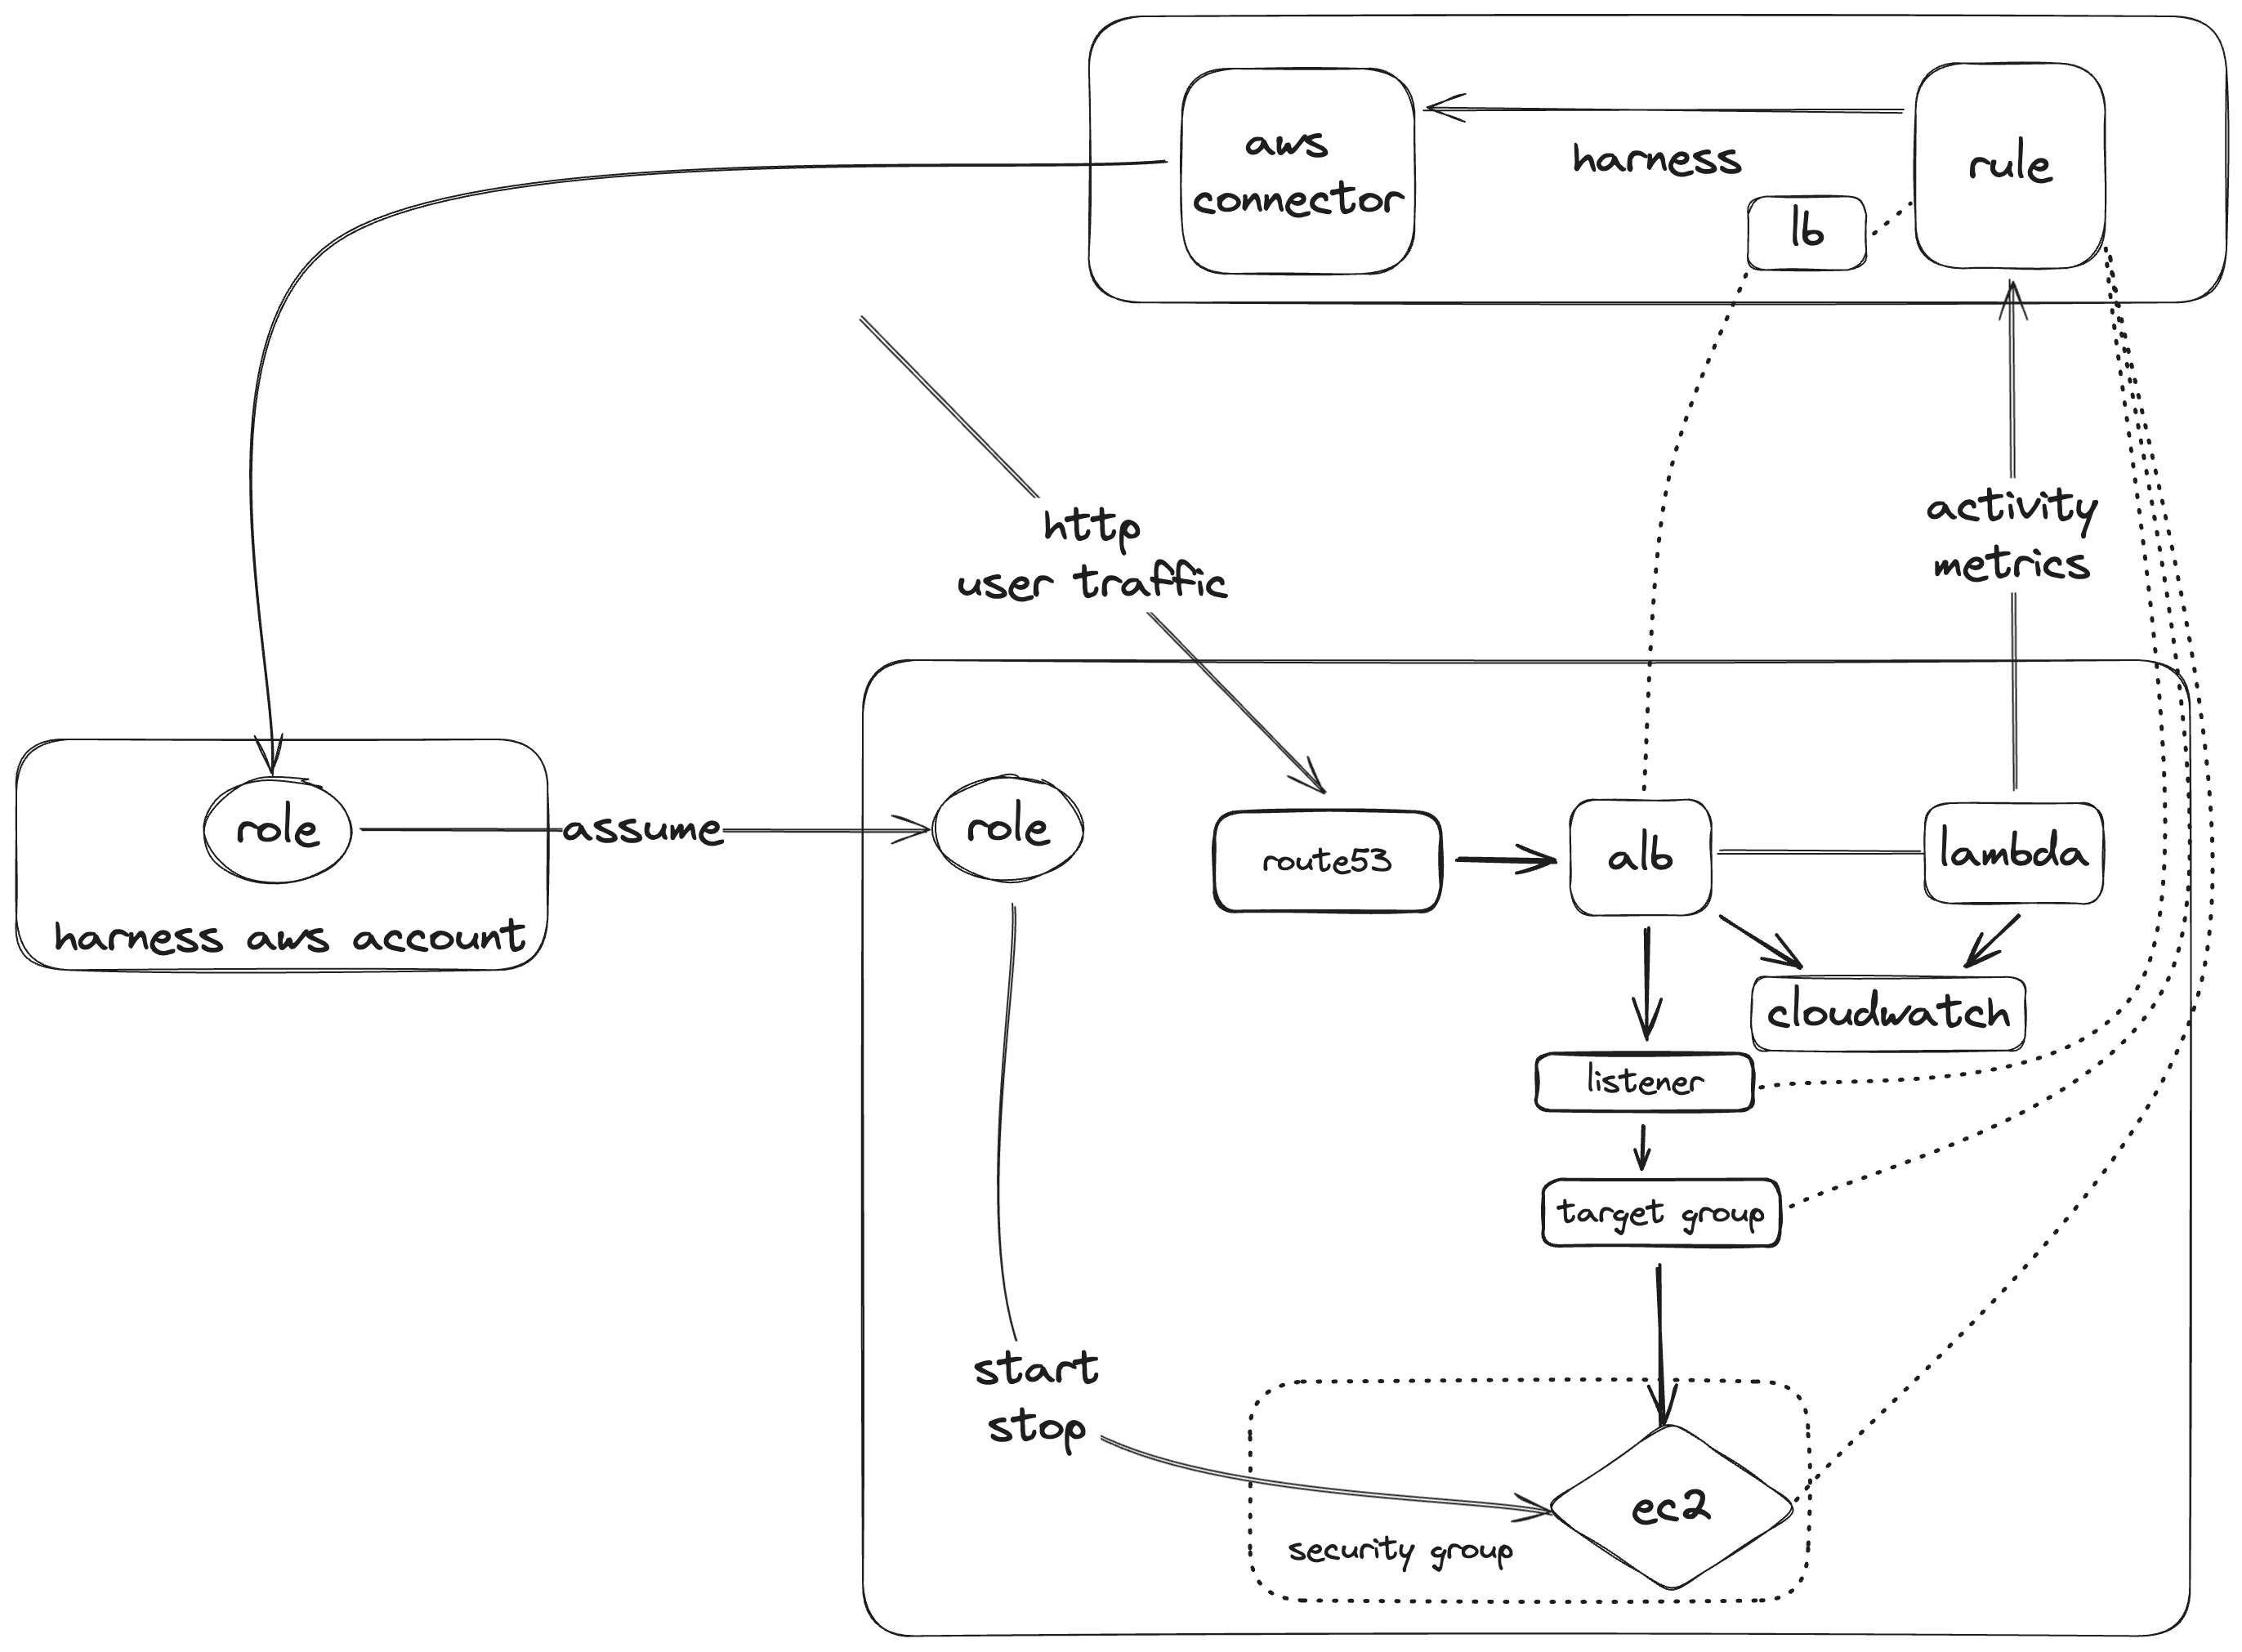 aws
connector
harness
rule
lb
http
user traffic
activity
metrics
role
assume
role
route53
alb
lambda
harness aws account
cloudwatch
listener
target group
start
stop
ec2
security group